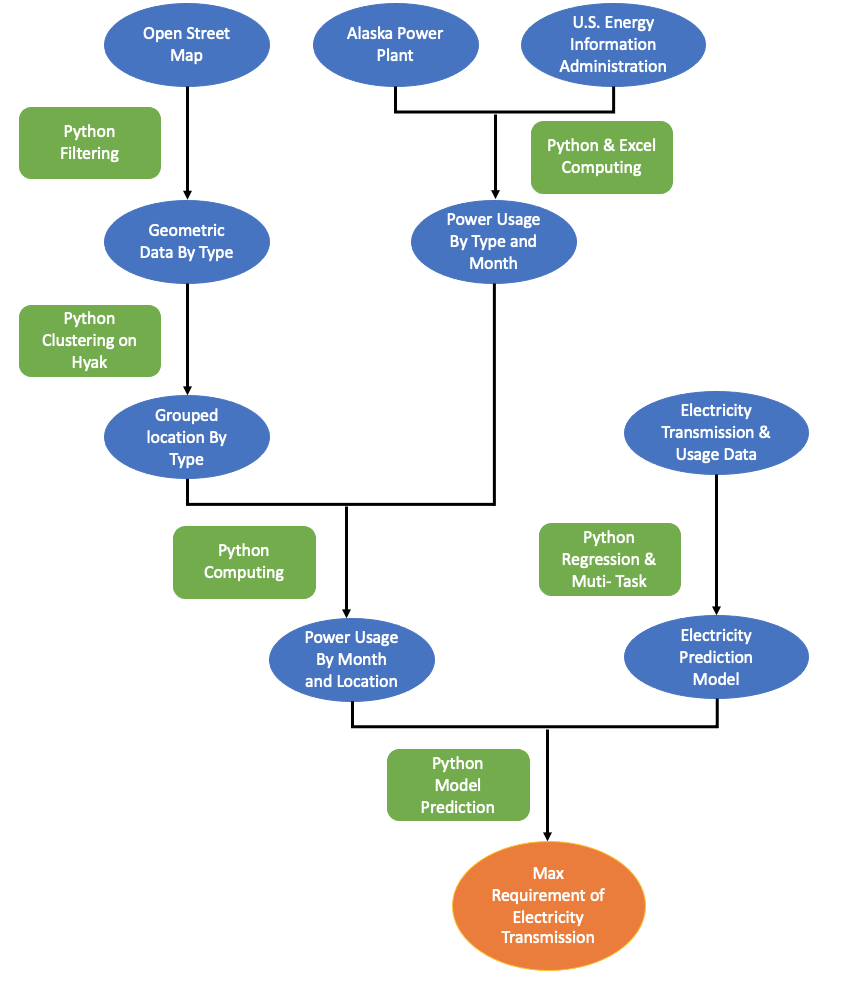 Open Street
Map
Alaska Power
Plant
U.S. Energy
Information
Administration
Python
Filtering
Python & Excel
Computing
Geometric
Data By Type
Power Usage
By Type and
Month
Python
Clustering on
Hyak
Grouped
location By
Type
Electricity
Transmission &
Usage Data
Python
Computing
Python
Regression &
Muti- Task
Power Usage
By Month
and Location
Electricity
Prediction
Model
Python
Model
Prediction
Max
Requirement of
Electricity
Transmission